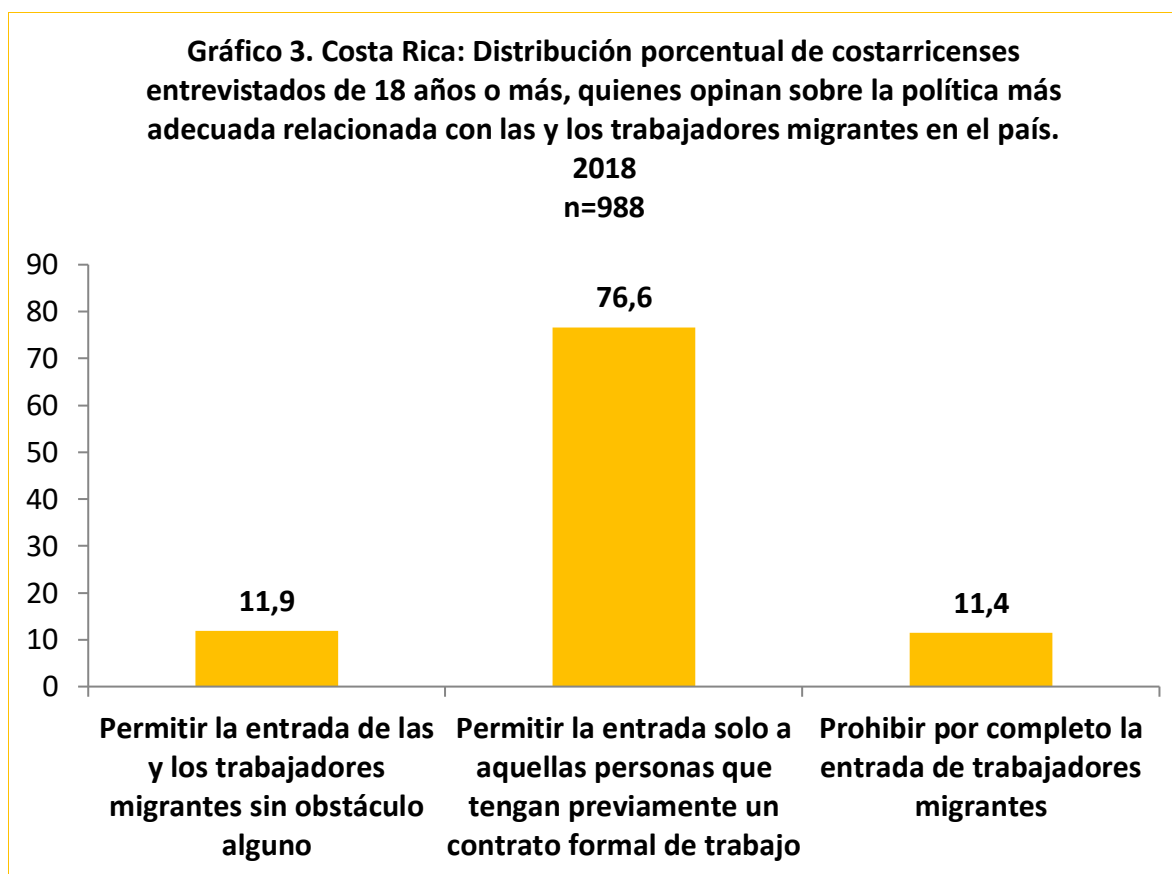 Gráfico 3. Costa Rica: Distribución porcentual de costarricenses
entrevistados de 18 años o más, quienes opinan sobre la política más
adecuada relacionada con las y los trabajadores migrantes en el país.
2018
n=988
90
80
70
60
50
40
30
20
10
0
11,9
76,6
11,4
Permitir la entrada de las
y los trabajadores
migrantes sin obstáculo
alguno
Permitir la entrada solo a
aquellas personas que
tengan previamente un
contrato formal de trabajo
Prohibir por completo la
entrada de trabajadores
migrantes